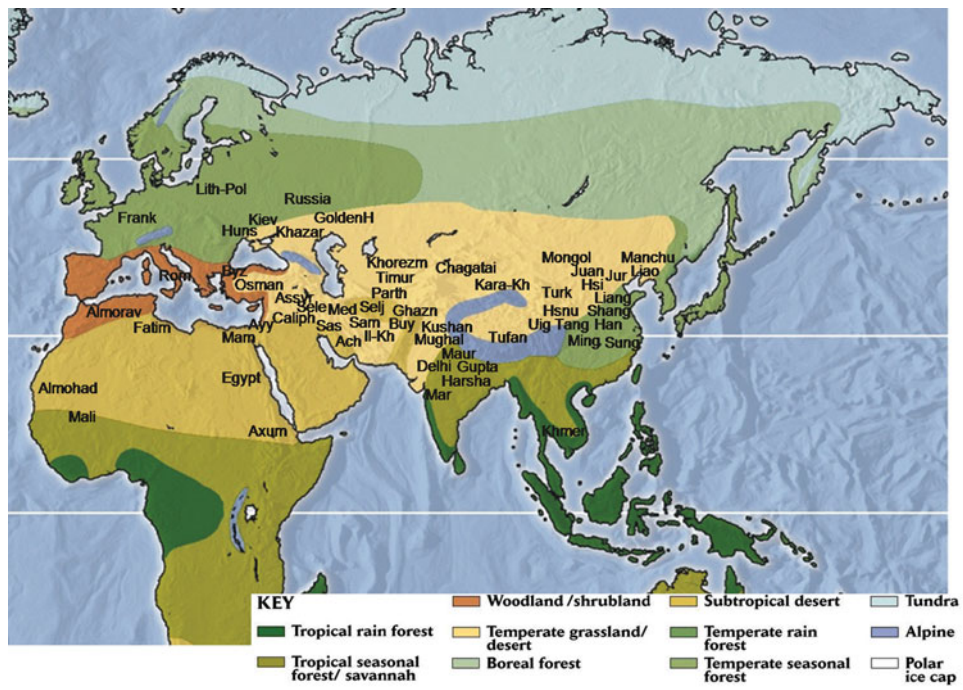 Lith-Pol
Russia
Frank
Kiev
GoldenH
Huns
Khazar
Mongol
Manchu
Khorezm
Chagatai
Juan
Jur
Liao
Rom
Byz
Timur
Osman
Kara-Kh
Hsi
Turk
Liang
Parth
Assyr
Sele
Med
Selj
Ghazn
Hsnu
Shang
Almorav
Fatim
Ayy
Caliph
Sas
Sam
Buy
Kushan
Uig
Tang
Han
Mam
Ach
Il-Kh
Mughal
Tufan
Ming
Sung
Maur
Delhi
Gupta
Egypt
Harsha
Almohad
Mar
Mali
Axum
Khmer
KEY
Woodland /shrubland
Subtropical desert
Tundra
Tropical rain forest
Temperate grassland/
desert
Temperate rain
forest
Alpine
Tropical seasonal
forest/ savannah
Boreal forest
Temperate seasonal
forest
Polar
ice cap